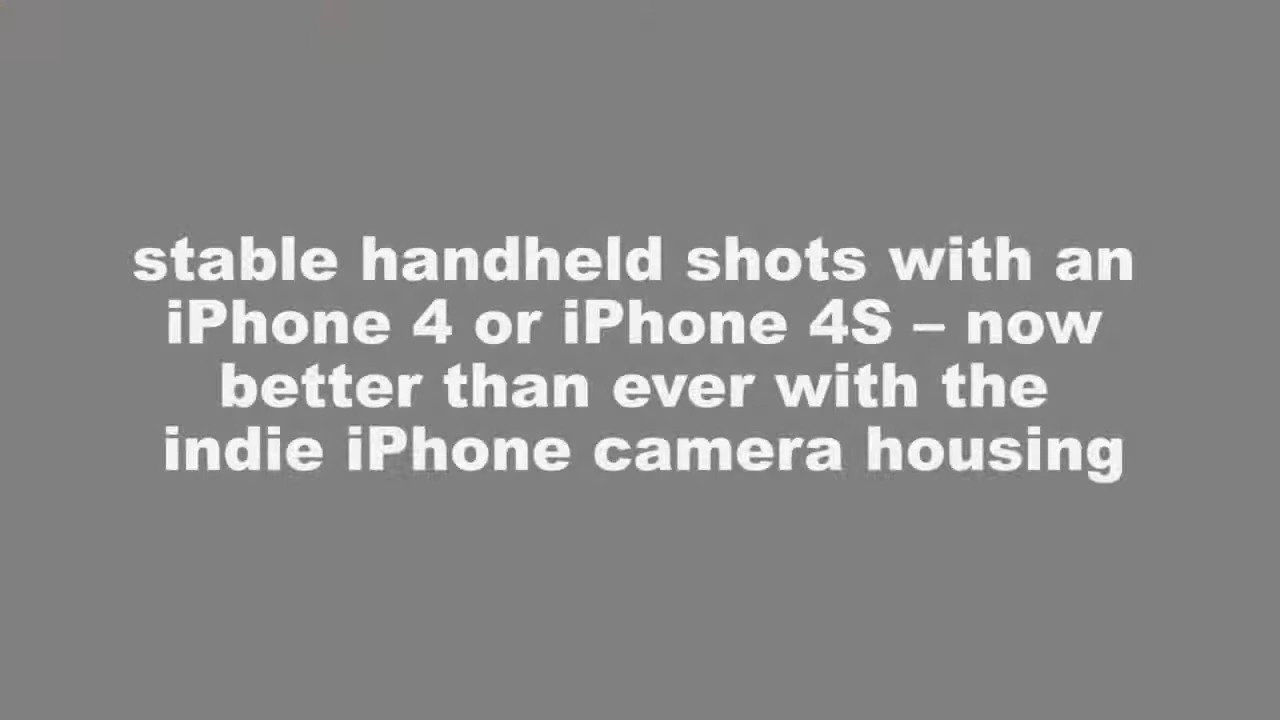 stable handheld shots with an
iPhone 4 or iPhone 4S – now
better than ever with the
indie iPhone camera housing